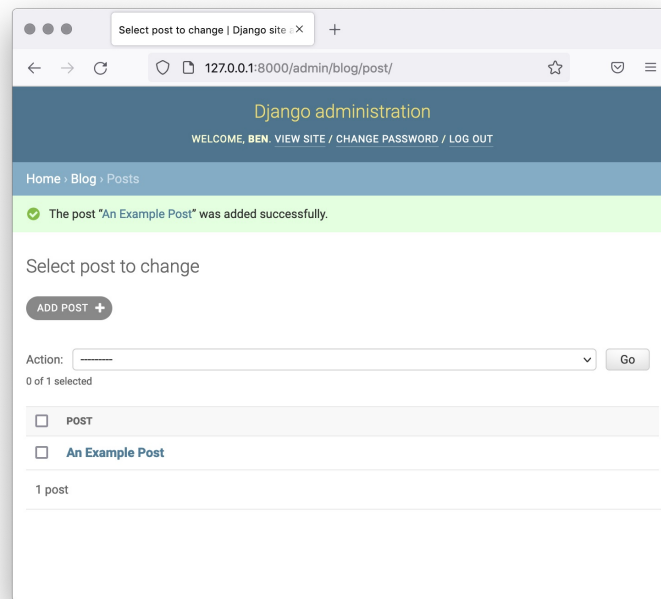 Select post to change | Django site a
127.0.0.1:8000/admin/blog/post/
Django administration
WELCOME, BEN. VIEW SITE / CHANGE PASSWORD / LOG OUT
Home › Blog › Posts
The post “An Example Post” was added successfully.
Select post to change
ADD POST +
Action: --------- Go
0 of 1 selected
POST
An Example Post
1 post